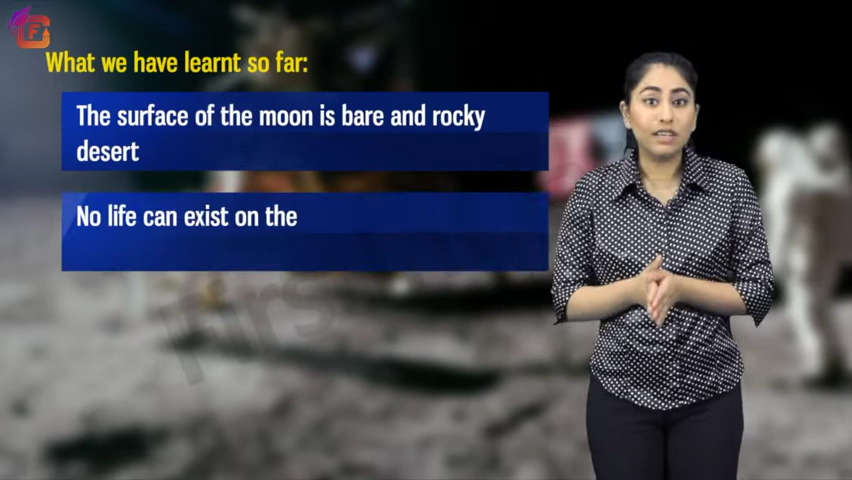 What we have learnt so far:
The surface of the moon is bare and rocky
desert
No life can exist on the